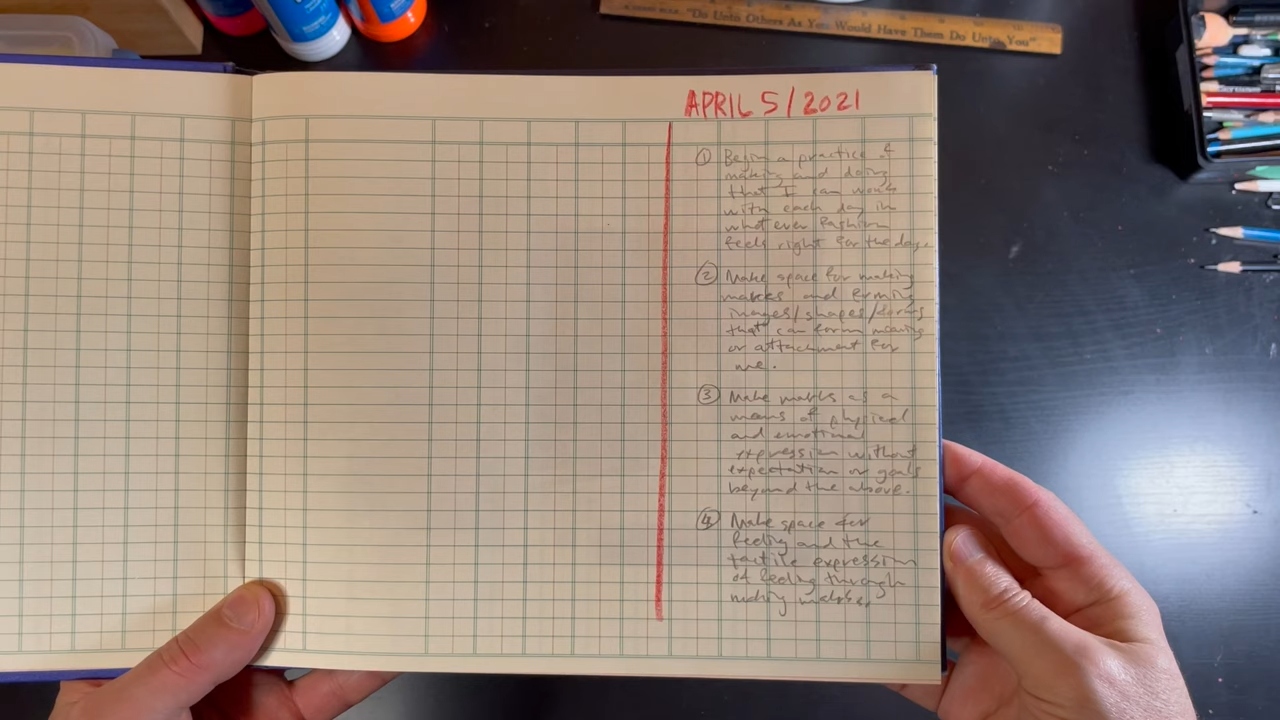 "Do Unto Others As You Would Have Them Do Unto You"
APRIL 5/2021
① Begin a practice of
making and doing
that I can work
with each day in
whatever fashion
feels right for the day.
② Make space for making
marks and forming
images/shapes/forms
that can form meaning
or attachment for
me.
③ Make marks as a
means of physical
and emotional
expression without
expectation or goals
beyond the above.
④ Make space for
feeling and the
tactile expression
of feeling through
making marks.